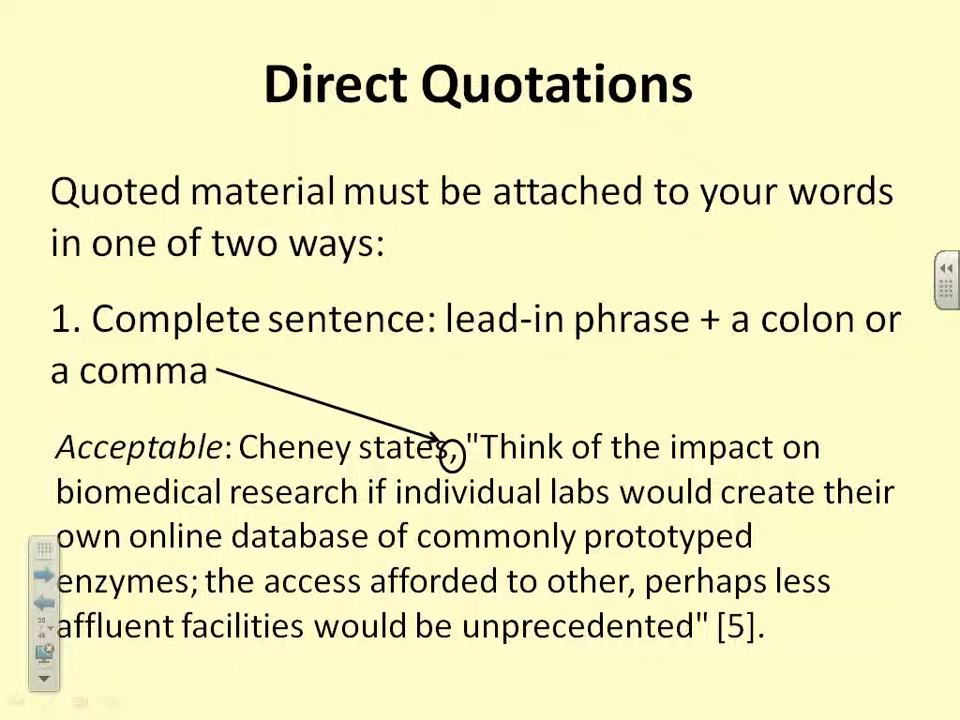 Direct Quotations
Quoted material must be attached to your words
in one of two ways:
1. Complete sentence: lead-in phrase + a colon or
a comma
Acceptable: Cheney states, "Think of the impact on
biomedical research if individual labs would create their
own online database of commonly prototyped
enzymes; the access afforded to other, perhaps less
affluent facilities would be unprecedented" [5].